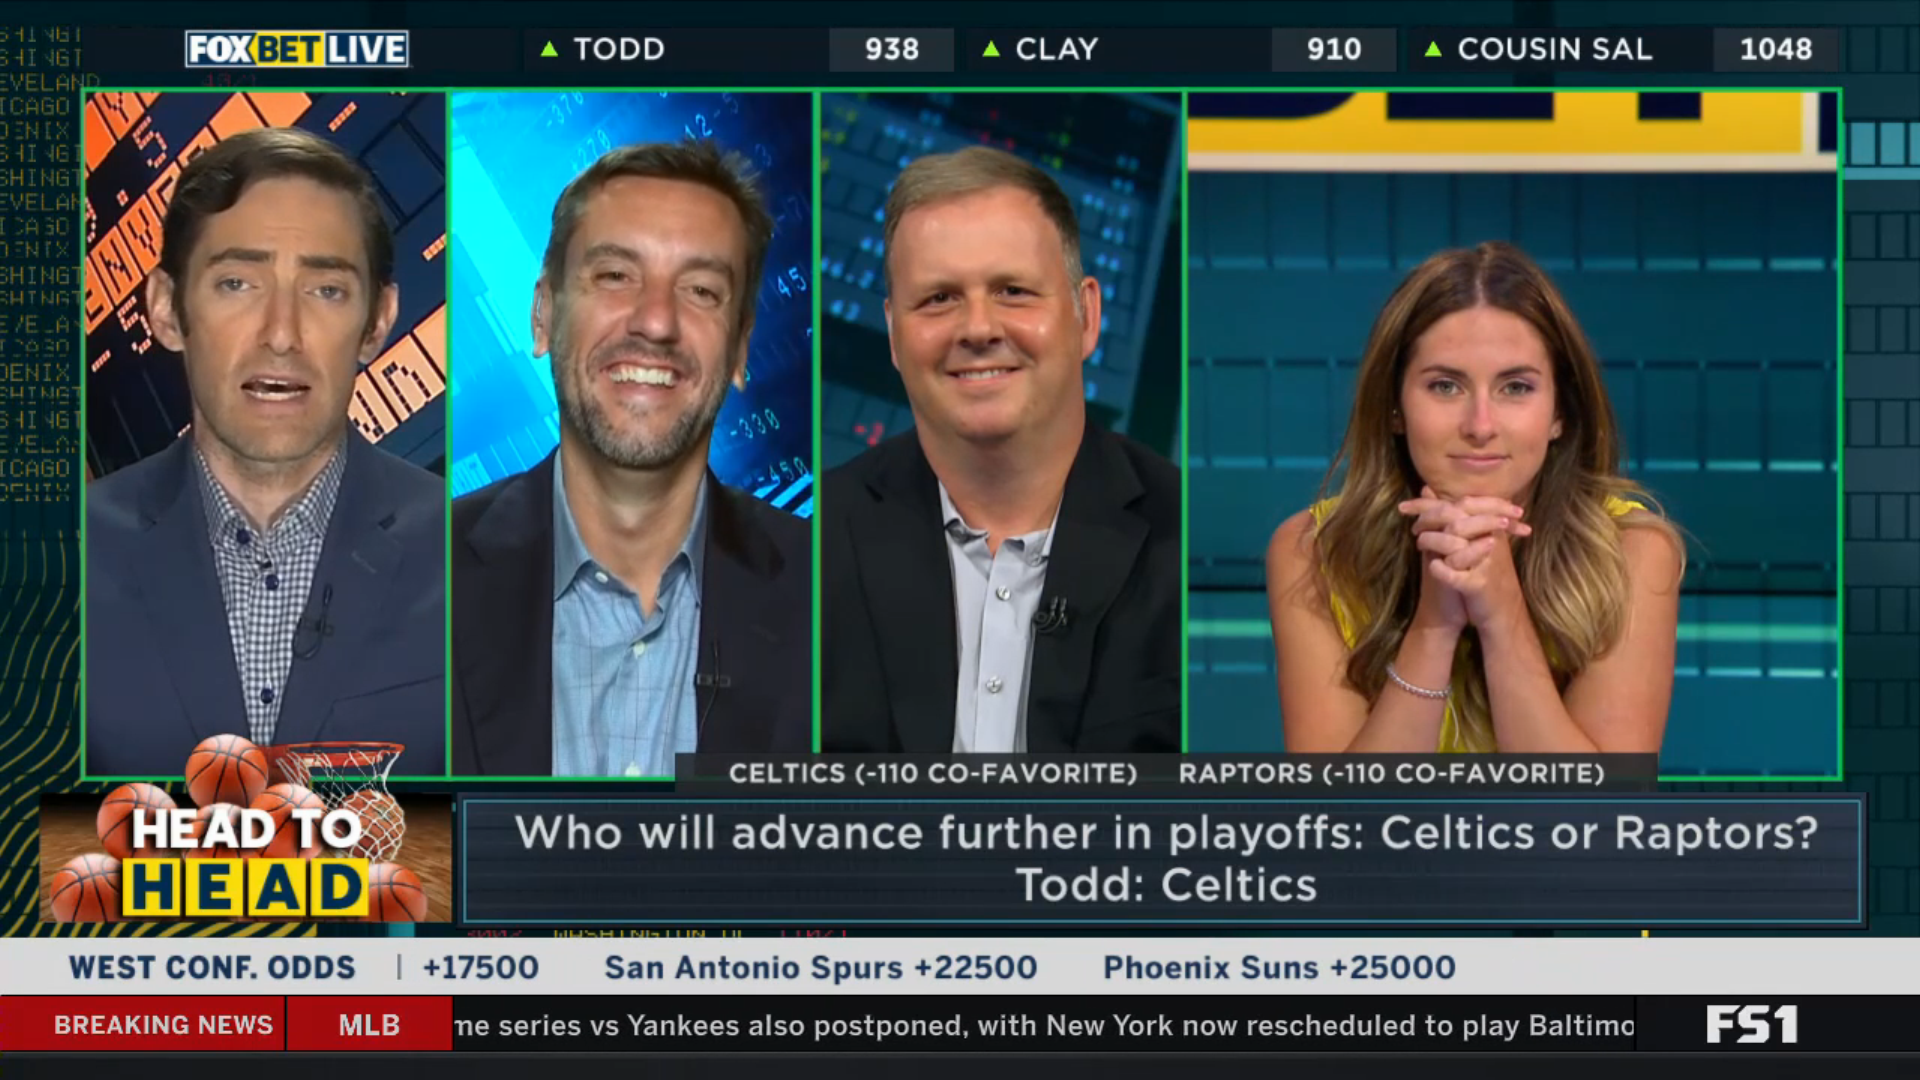 FOX BET LIVE
TODD 938
CLAY 910
COUSIN SAL 1048
CELTICS (-110 CO-FAVORITE) RAPTORS (-110 CO-FAVORITE)
HEAD TO
HEAD
Who will advance further in playoffs: Celtics or Raptors?
Todd: Celtics
WEST CONF. ODDS | +17500 San Antonio Spurs +22500 Phoenix Suns +25000
BREAKING NEWS MLB me series vs Yankees also postponed, with New York now rescheduled to play Baltimo
FS1